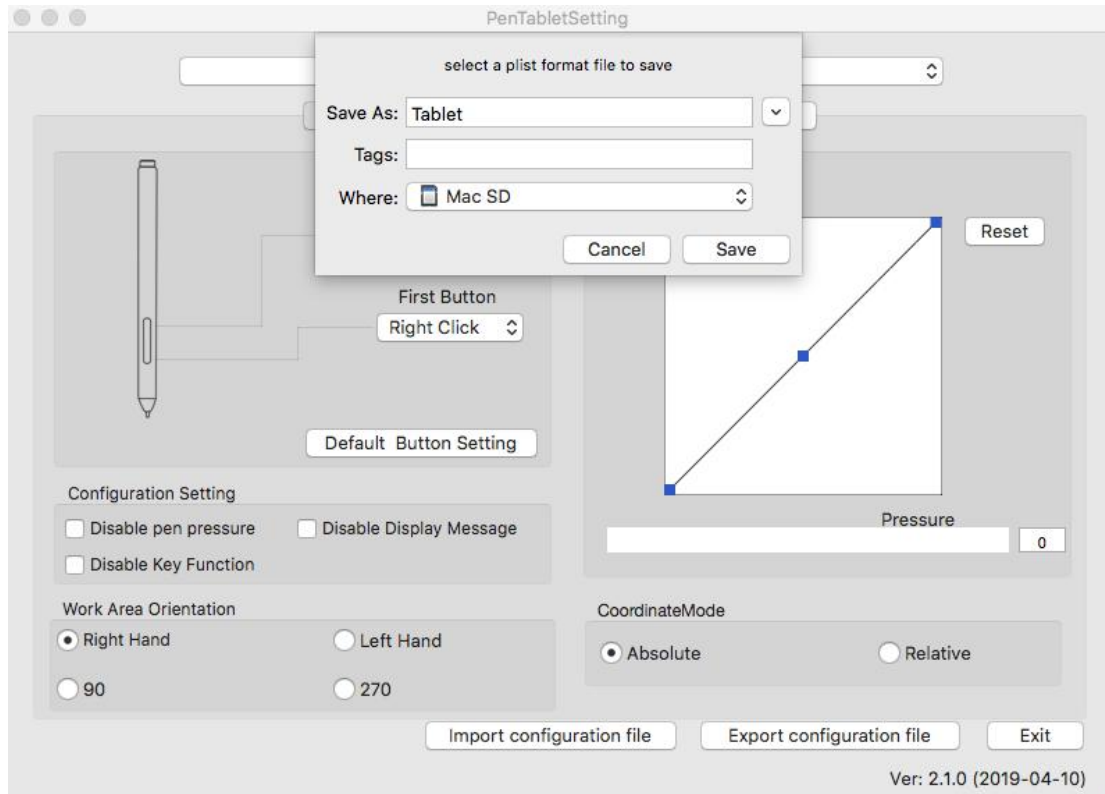 PenTabletSetting
select a plist format file to save
Save As: Tablet
Tags:
Where: Mac SD
Cancel Save
Reset
First Button
Right Click
Default Button Setting
Configuration Setting
Disable pen pressure Disable Display Message
Disable Key Function
Pressure
0
Work Area Orientation
Right Hand Left Hand
90 270
CoordinateMode
Absolute Relative
Import configuration file Export configuration file Exit
Ver: 2.1.0 (2019-04-10)